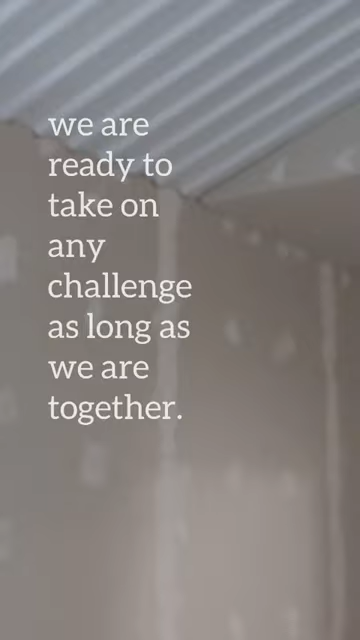 we are
ready to
take on
any
challenge
as long as
we are
together.